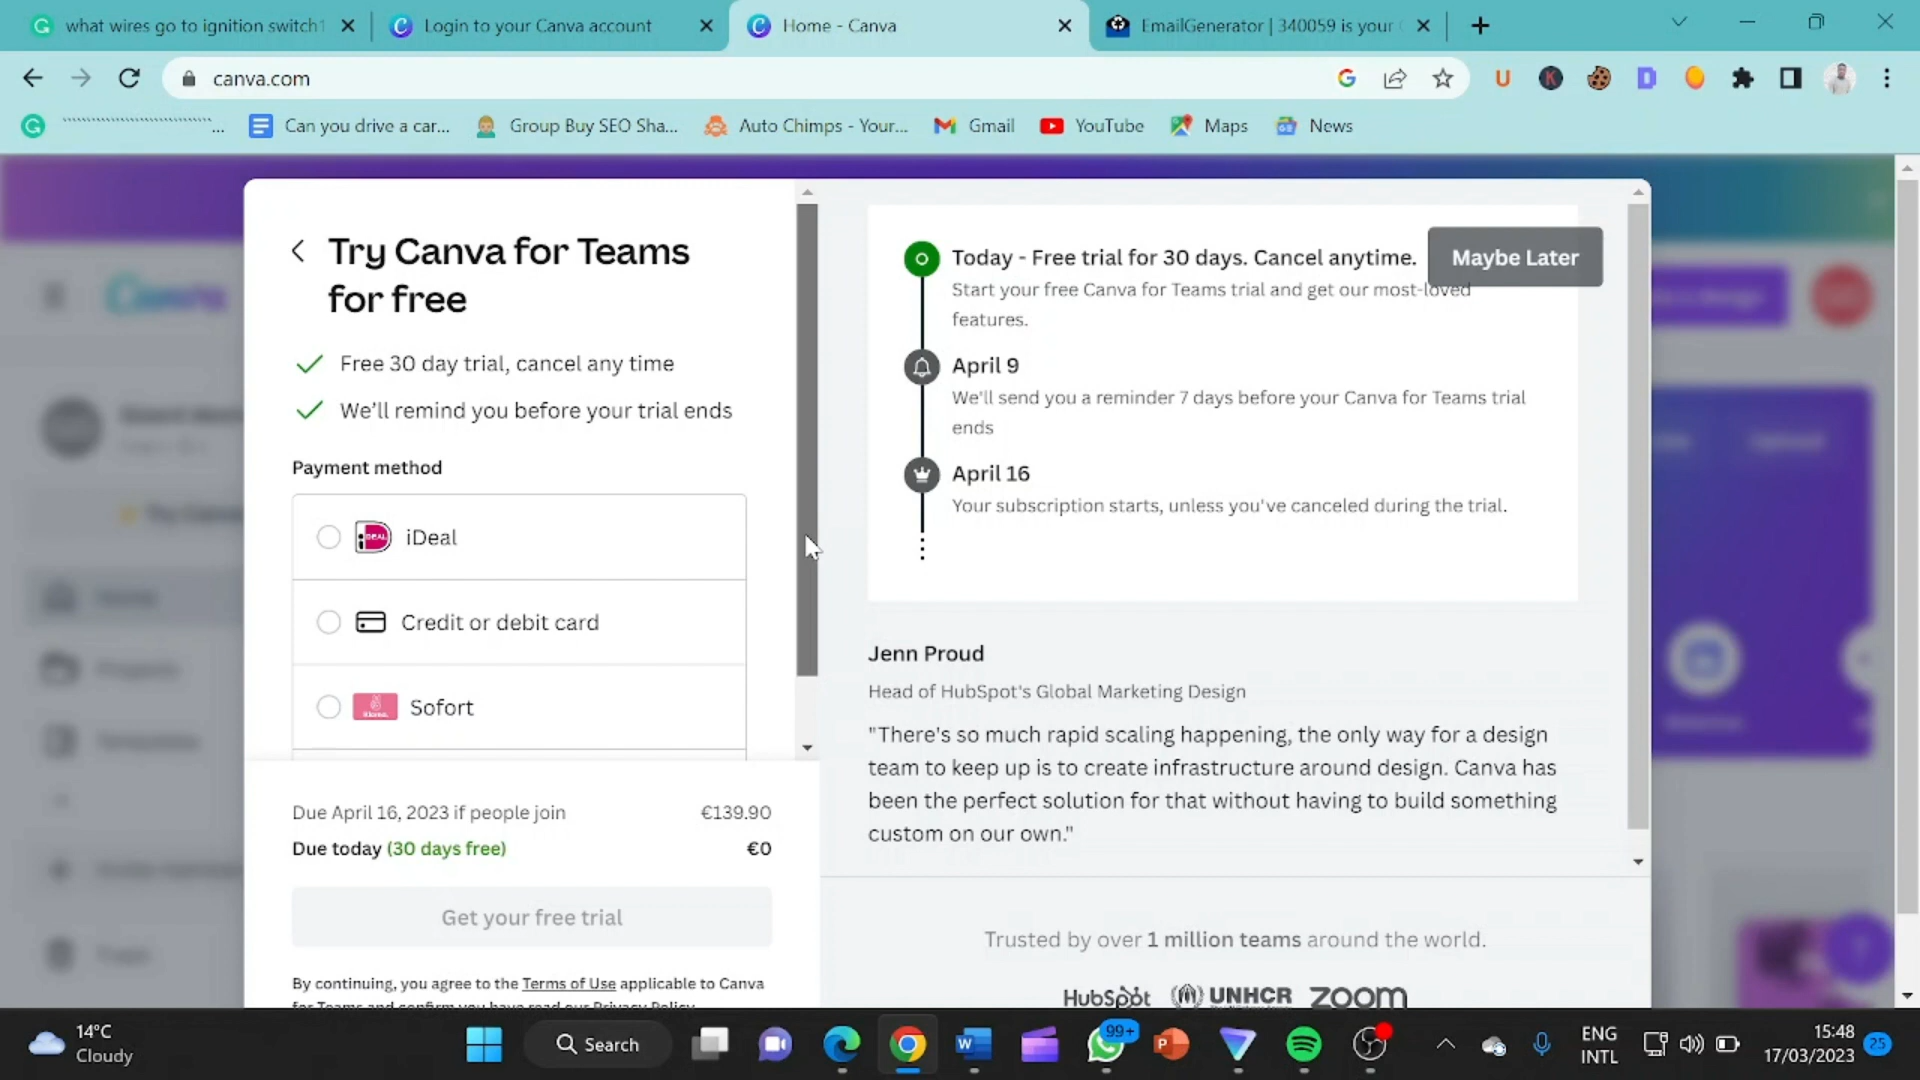 what wires go to ignition switch
Login to your Canva account
Home - Canva
EmailGenerator | 340059 is your
canva.com
Can you drive a car...
Group Buy SEO Sha...
Auto Chimps - Your...
Gmail
YouTube
Maps
News
Try Canva for Teams
for free
Free 30 day trial, cancel any time
We'll remind you before your trial ends
Payment method
iDeal
Credit or debit card
Sofort
Due April 16, 2023 if people join €139.90
Due today (30 days free) €0
Get your free trial
By continuing, you agree to the Terms of Use applicable to Canva
for Teams and confirm you have read our Privacy Policy
Today - Free trial for 30 days. Cancel anytime.
Maybe Later
Start your free Canva for Teams trial and get our most-loved
features.
April 9
We'll send you a reminder 7 days before your Canva for Teams trial
ends
April 16
Your subscription starts, unless you've canceled during the trial.
Jenn Proud
Head of HubSpot's Global Marketing Design
"There's so much rapid scaling happening, the only way for a design
team to keep up is to create infrastructure around design. Canva has
been the perfect solution for that without having to build something
custom on our own."
Trusted by over 1 million teams around the world.
HubSpot UNHCR zoom
14°C
Cloudy
Search
99+
ENG
INTL
15:48
17/03/2023
25